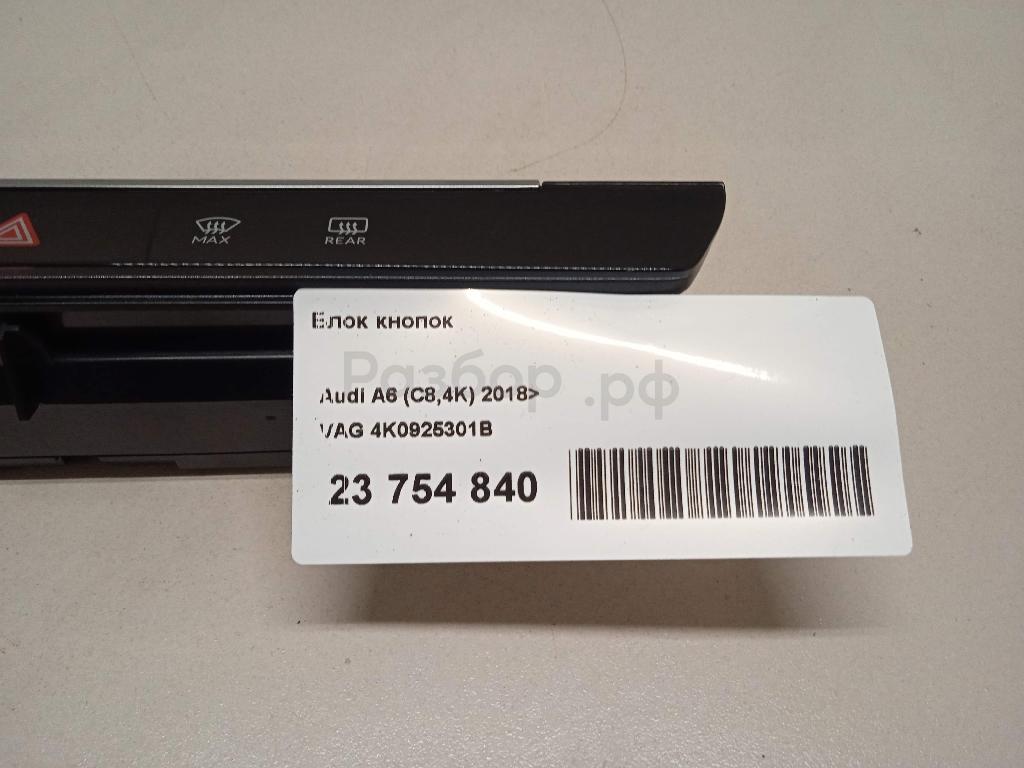 MAX
REAR
Блок кнопок
Разбор.рф
Audi A6 (C8,4K) 2018>
VAG 4K0925301B
23 754 840